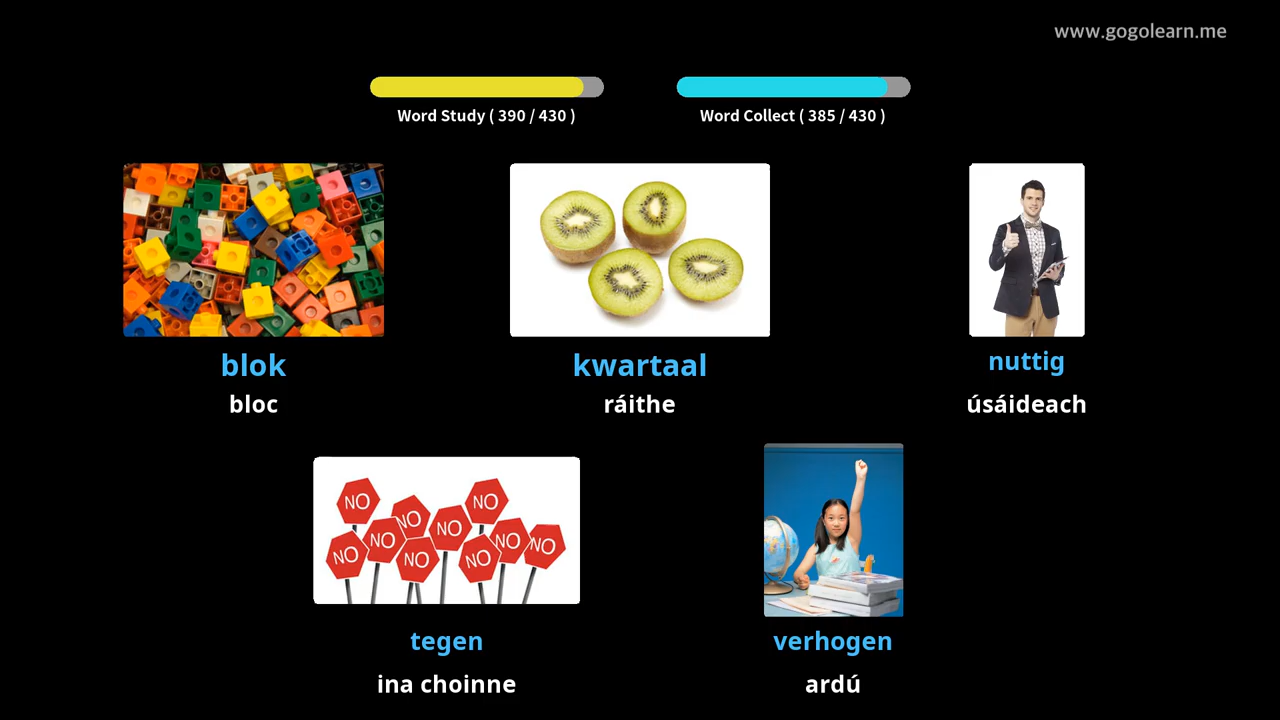 www.gogolearn.me
Word Study ( 390 / 430 )
Word Collect ( 385 / 430 )
blok
bloc
kwartaal
ráithe
nuttig
úsáideach
NO
NO
NO
NO
NO
NO
NO
NO
NO
NO
tegen
ina choinne
verhogen
ardú